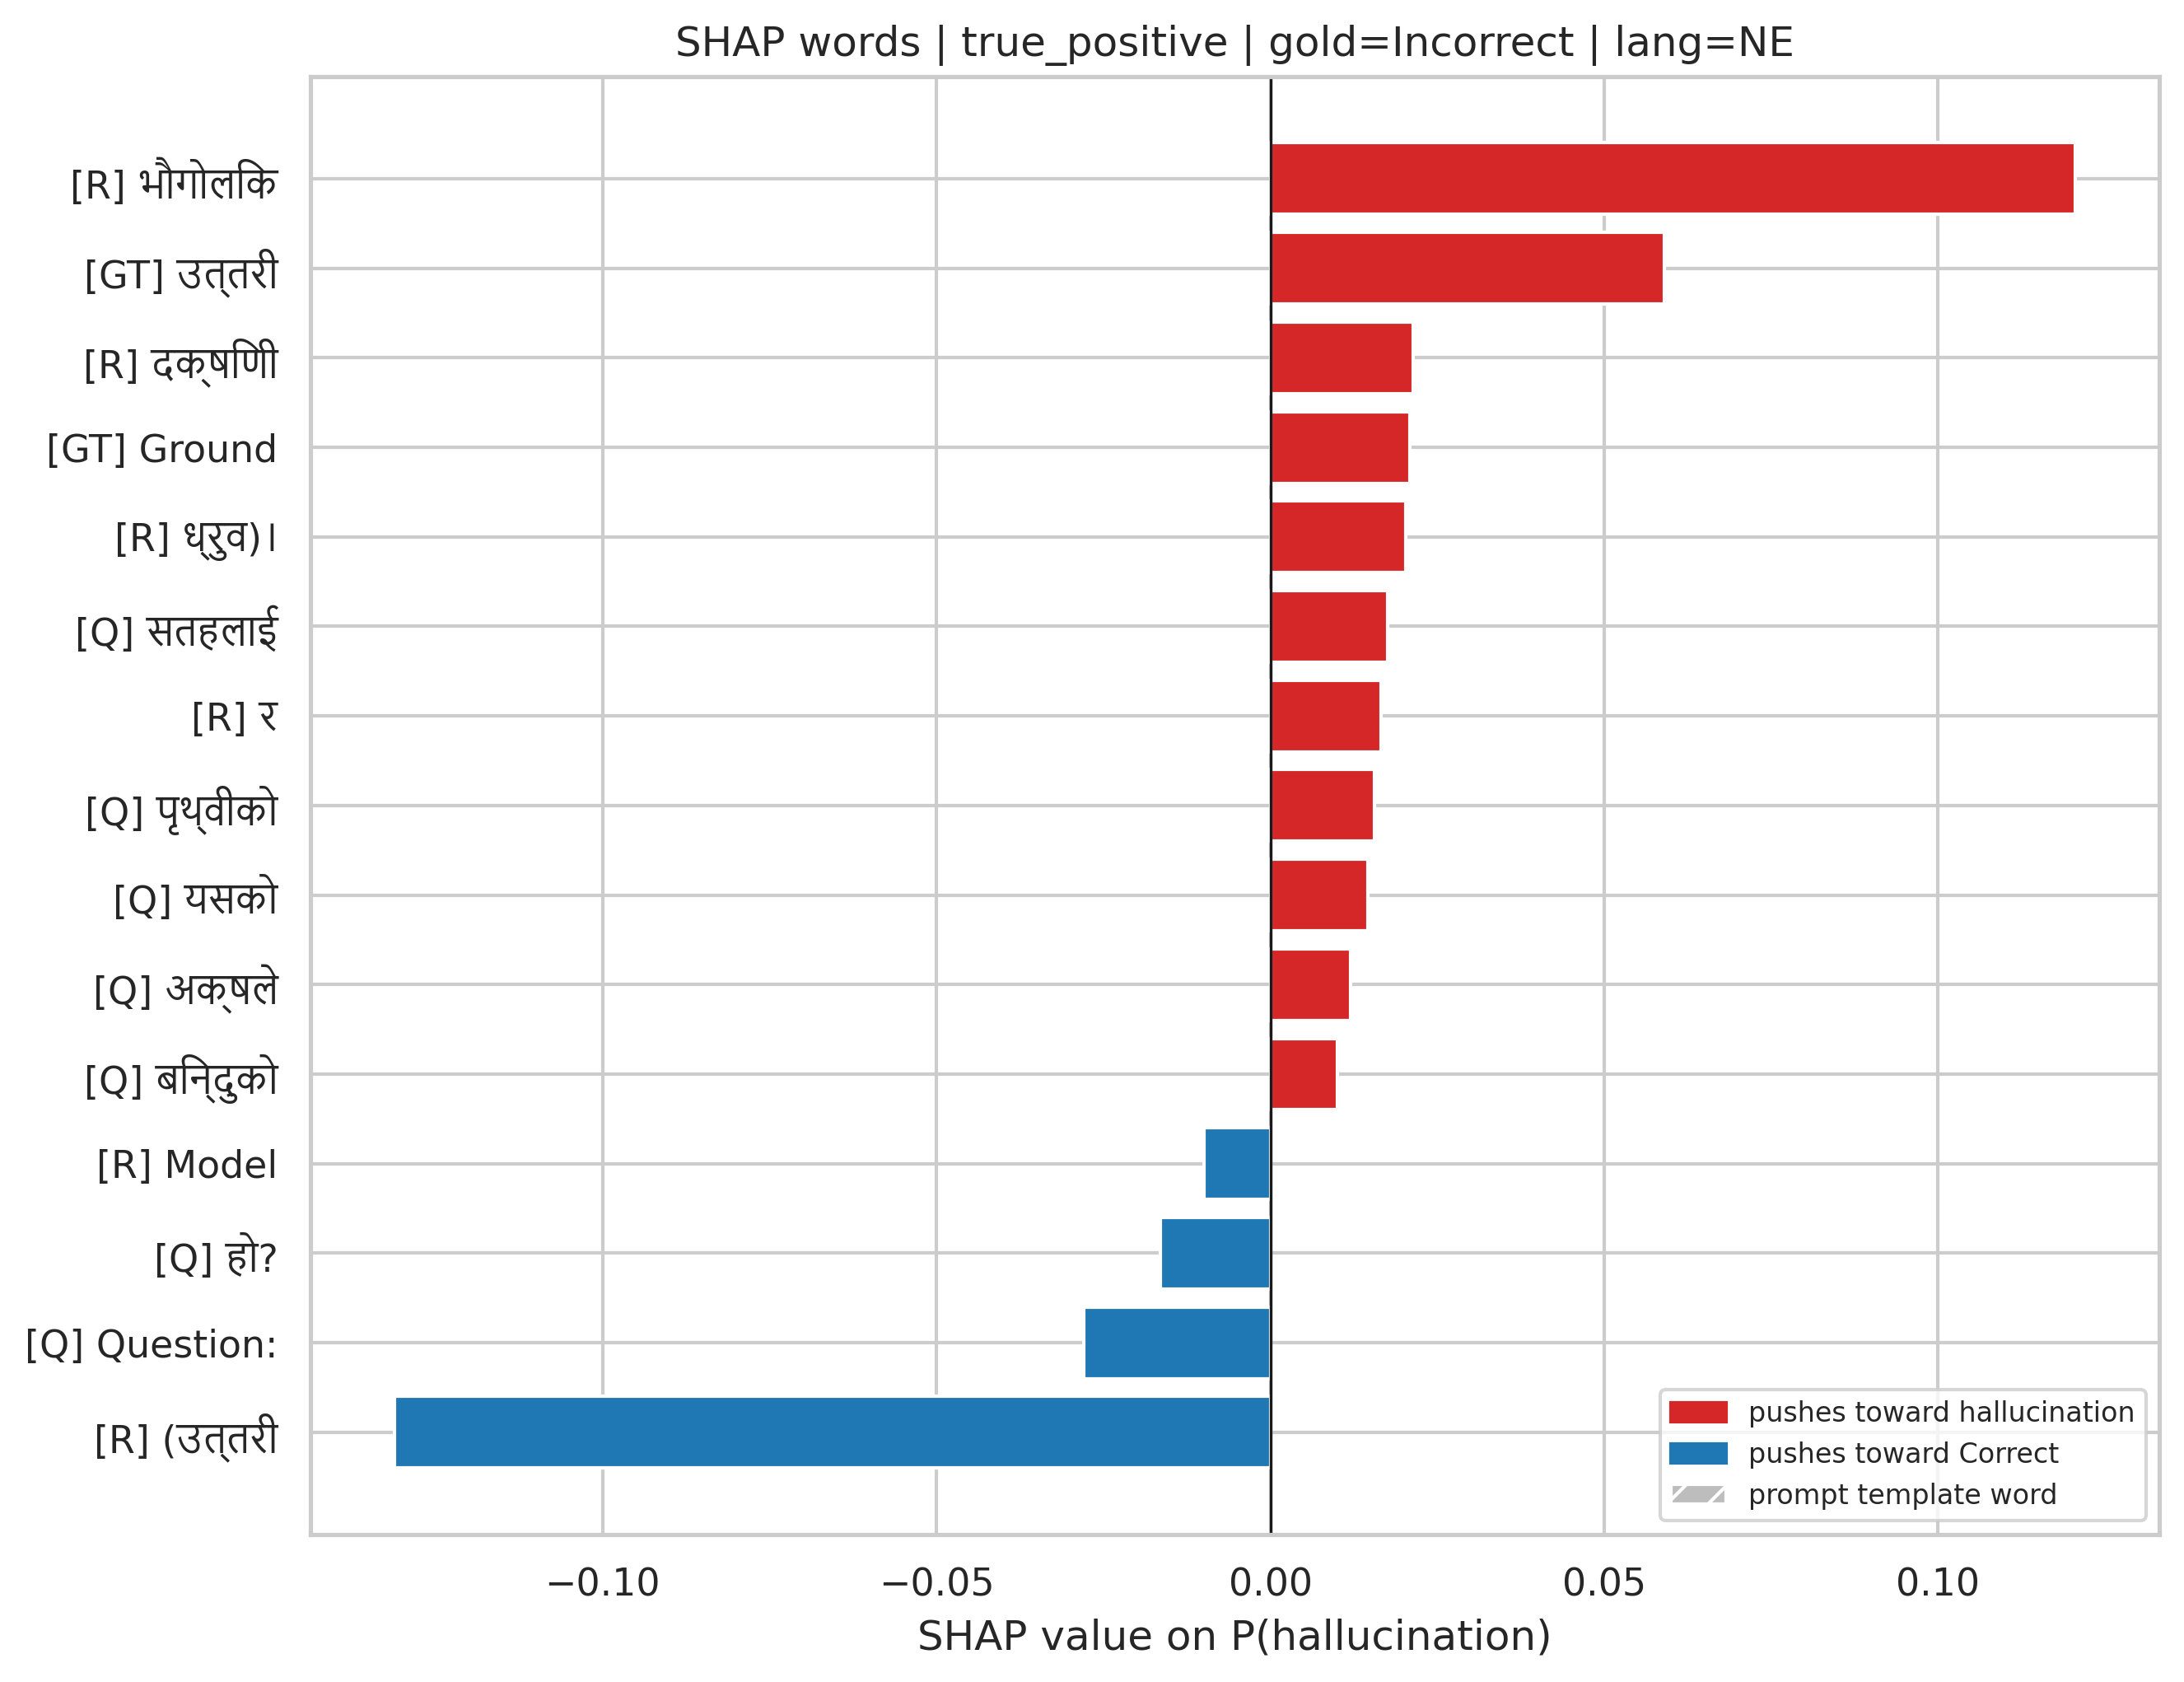 SHAP words | true_positive | gold=Incorrect | lang=NE
[R] भौगोलिक
[GT] उत्तरी
[R] दक्षिणी
[GT] Ground
[R] ध्रुव)।
[Q] सतहलाई
[R] र
[Q] पृथ्वीको
[Q] यसको
[Q] अक्षले
[Q] बिन्दुको
[R] Model
[Q] हो?
[Q] Question:
[R] (उत्तरी
pushes toward hallucination
pushes toward Correct
prompt template word
−0.10 −0.05 0.00 0.05 0.10
SHAP value on P(hallucination)